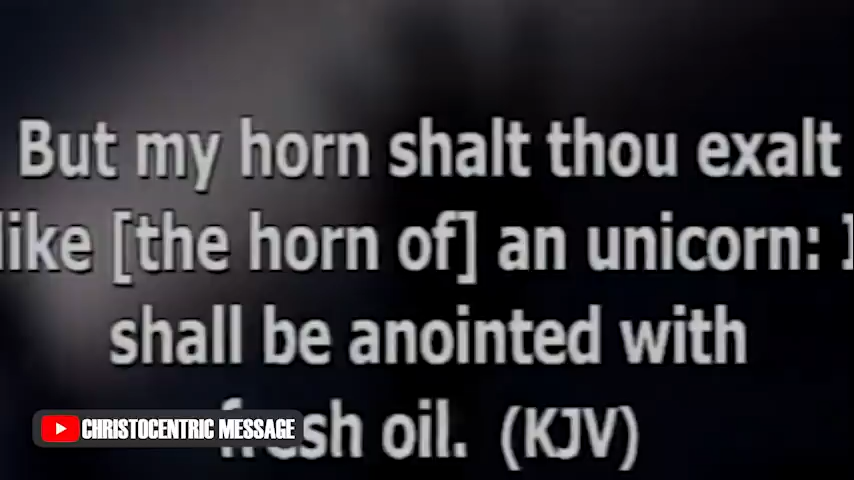 But my horn shalt thou exalt
like [the horn of] an unicorn: I
shall be anointed with
fresh oil. (KJV)
CHRISTOCENTRIC MESSAGE